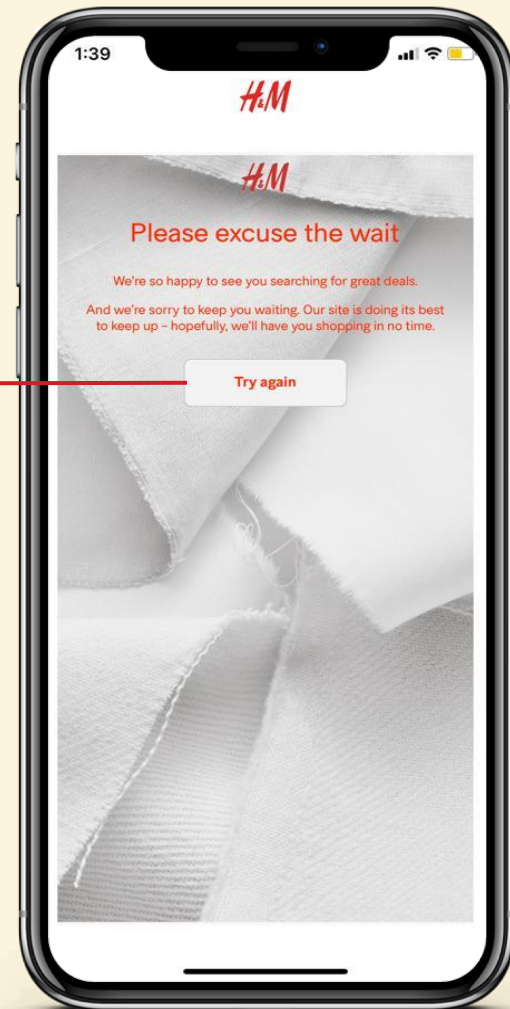 1:39
H&M
H&M
Please excuse the wait
We're so happy to see you searching for great deals.
And we're sorry to keep you waiting. Our site is doing its best
to keep up – hopefully, we'll have you shopping in no time.
Try again